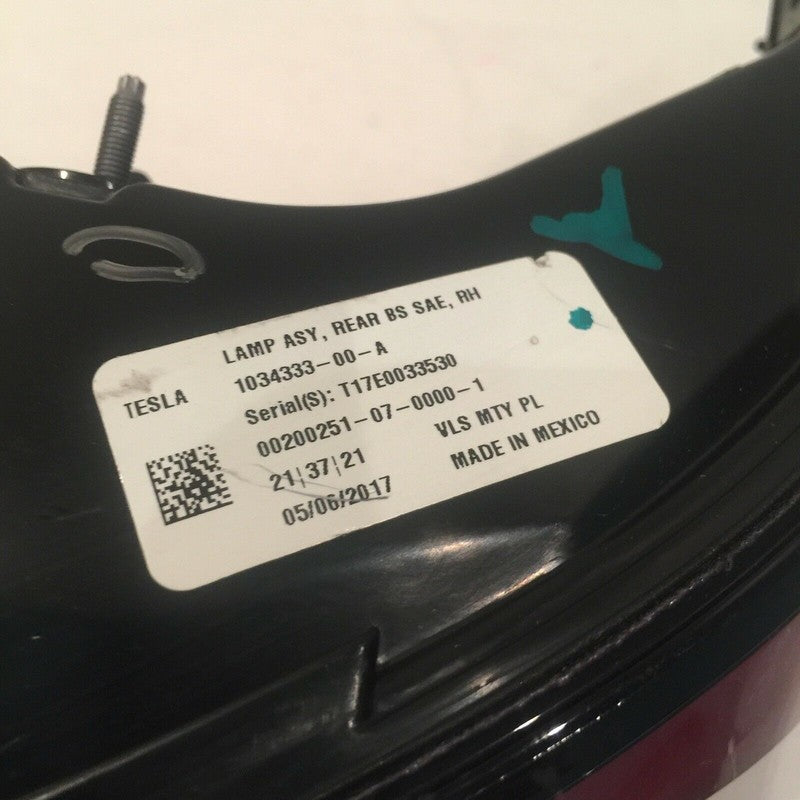 LAMP ASY, REAR BS SAE, RH
1034333-00-A
TESLA
Serial(S): T17E0033530
00200251-07-0000-1
21|37|21
VLS MTY PL
05/06/2017
MADE IN MEXICO